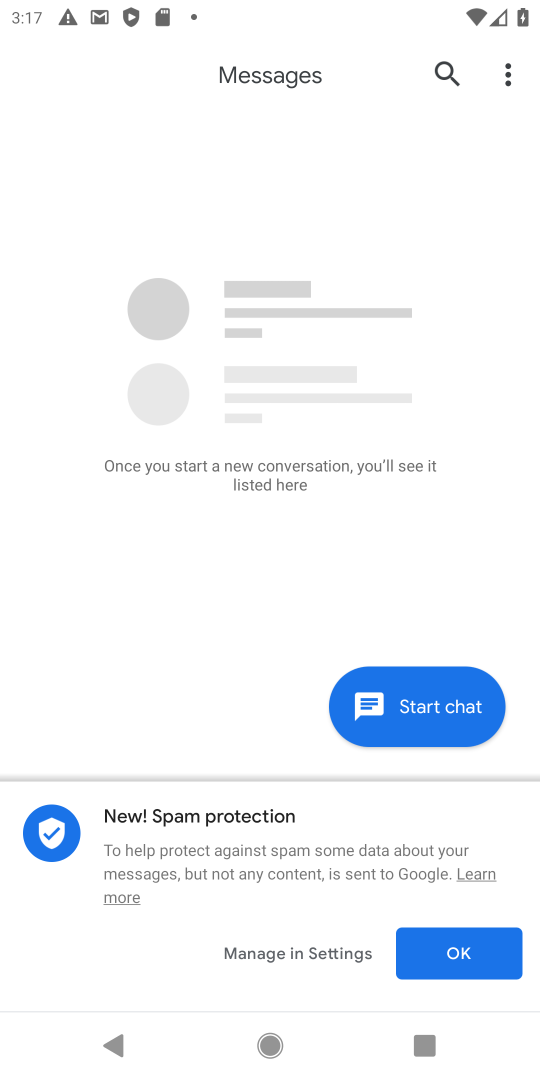 3:17
Messages
Once you start a new conversation, you'll see it
listed here
Start chat
New! Spam protection
To help protect against spam some data about your
messages, but not any content, is sent to Google. Learn
more
Manage in Settings
OK